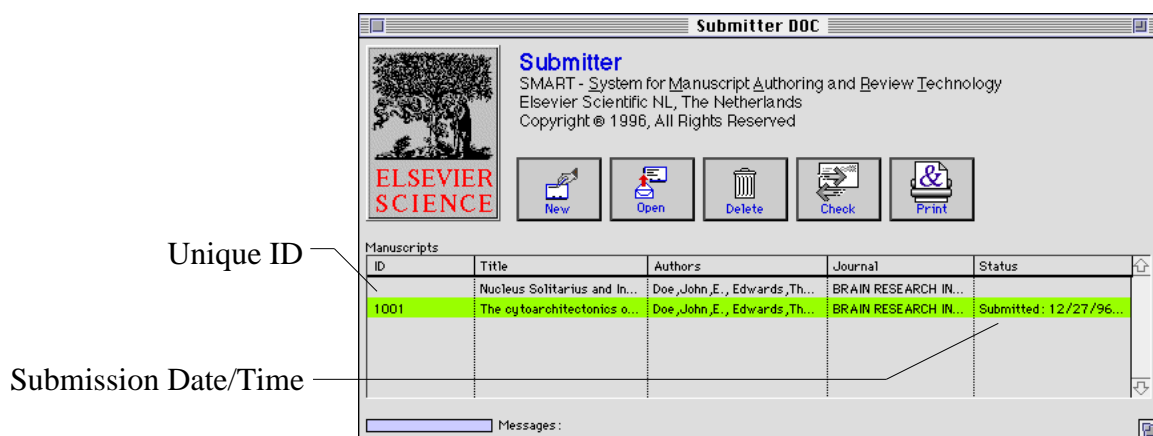 Submitter DOC
Submitter
SMART - System for Manuscript Authoring and Review Technology
Elsevier Scientific NL, The Netherlands
Copyright ® 1996, All Rights Reserved
ELSEVIER
SCIENCE
New Open Delete Check & Print
Unique ID
Manuscripts
ID Title Authors Journal Status
Nucleus Solitarius and In... Doe,John,E., Edwards,Th... BRAIN RESEARCH IN...
1001 The cytoarchitectonics o... Doe,John,E., Edwards,Th... BRAIN RESEARCH IN... Submitted: 12/27/96...
Submission Date/Time
Messages: